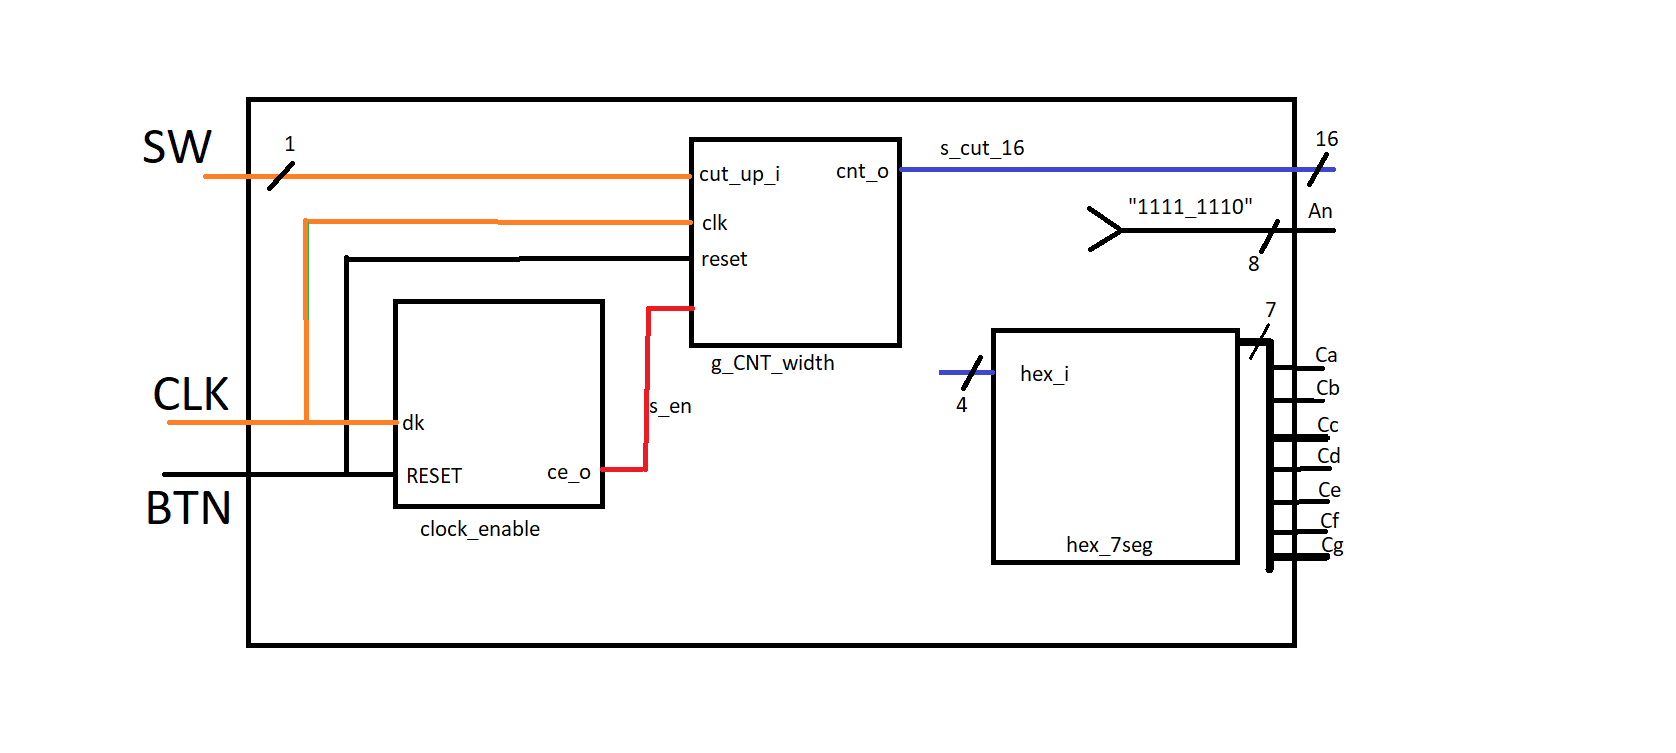 SW
1
cut_up_i
cnt_o
s_cut_16
16
"1111_1110"
An
8
clk
reset
g_CNT_width
s_en
CLK
dk
BTN
RESET
ce_o
clock_enable
4
hex_i
hex_7seg
7
Ca
Cb
Cc
Cd
Ce
Cf
Cg